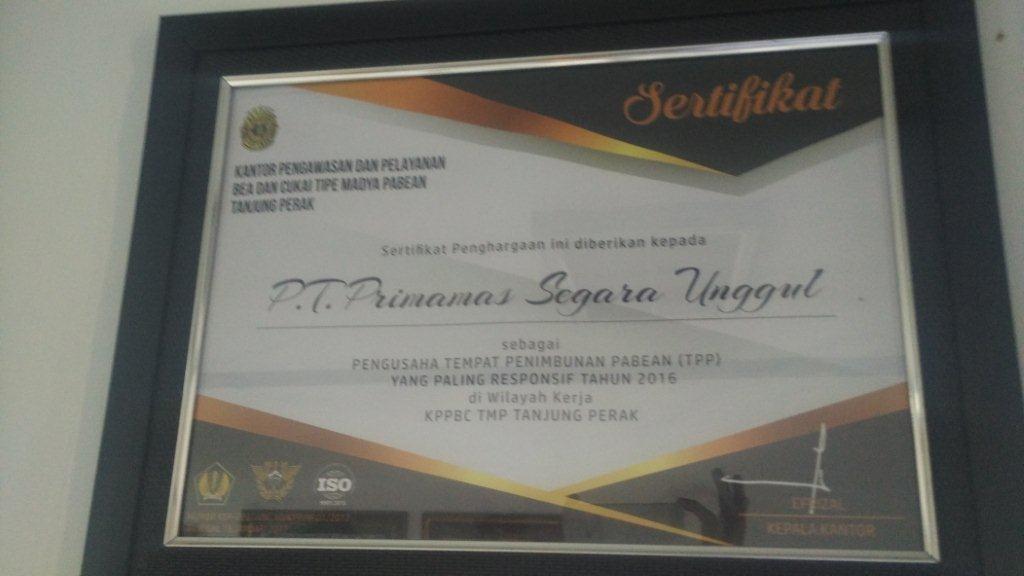 Sertifikat
KANTOR PENGAWASAN DAN PELAYANAN
BEA DAN CUKAI TIPE MADYA PABEAN
TANJUNG PERAK
Sertifikat Penghargaan ini diberikan kepada
P.T. Primamas Segara Unggul
sebagai
PENGUSAHA TEMPAT PENIMBUNAN PABEAN (TPP)
YANG PALING RESPONSIF TAHUN 2016
di Wilayah Kerja
KPPBC TMP TANJUNG PERAK
ISO
KEPALA KANTOR